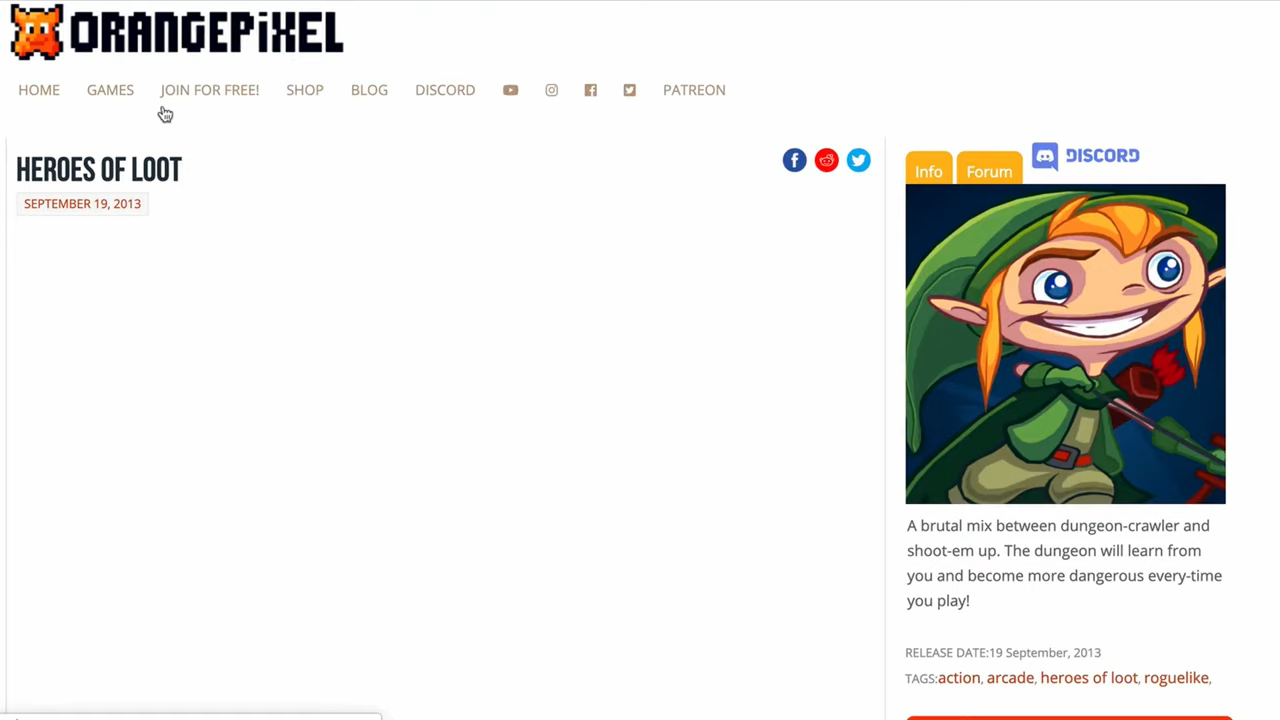 ORANGEPiXEL
HOME GAMES JOIN FOR FREE! SHOP BLOG DISCORD PATREON
HEROES OF LOOT
SEPTEMBER 19, 2013
Info Forum DISCORD
A brutal mix between dungeon-crawler and
shoot-em up. The dungeon will learn from
you and become more dangerous every-time
you play!
RELEASE DATE:19 September, 2013
TAGS:action, arcade, heroes of loot, roguelike,